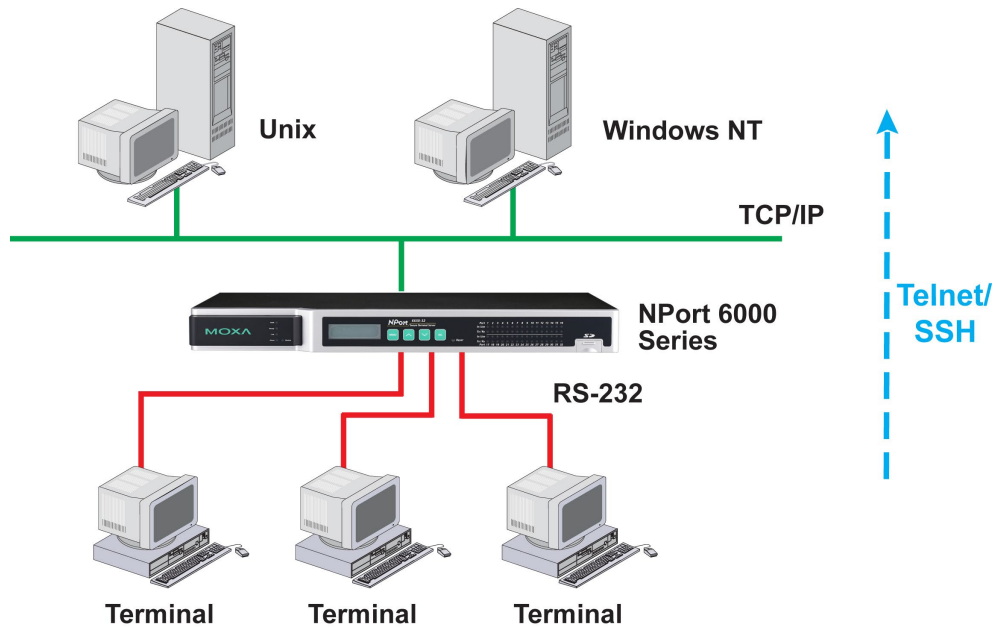 Unix
Windows NT
TCP/IP
MOXA
NPort
NPort 6000
Series
Telnet/
SSH
RS-232
Terminal
Terminal
Terminal